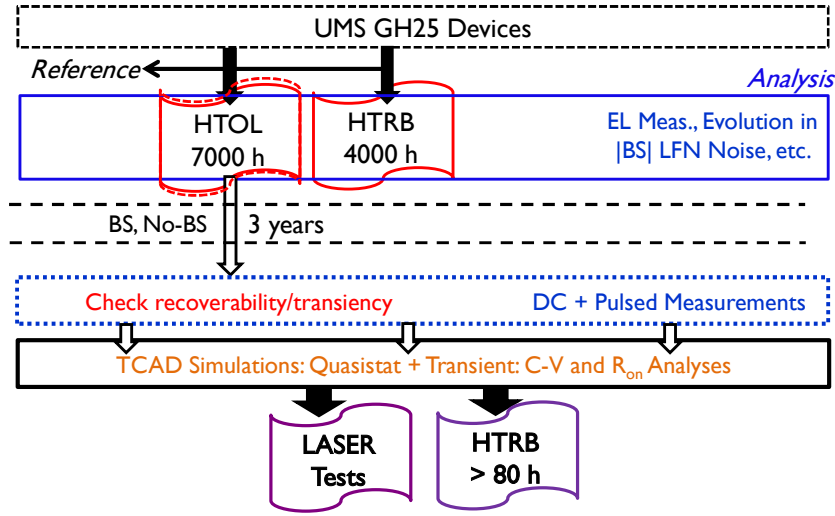 UMS GH25 Devices
Reference
Analysis
HTOL
7000 h
HTRB
4000 h
EL Meas., Evolution in
|BS| LFN Noise, etc.
BS, No-BS
3 years
Check recoverability/transiency
DC + Pulsed Measurements
TCAD Simulations: Quasistat + Transient: C-V and Ron Analyses
LASER
Tests
HTRB
> 80 h